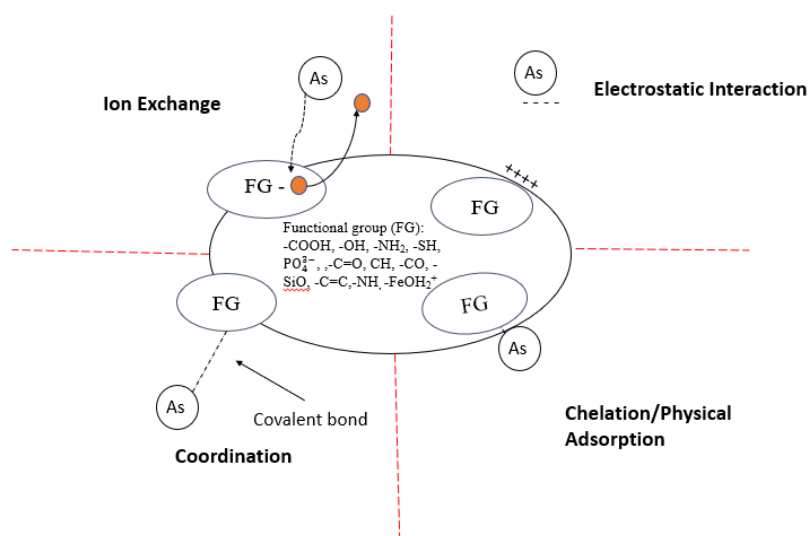 As
As
Ion Exchange
Electrostatic Interaction
- - - -
++++
FG -
FG
Functional group (FG):
-COOH, -OH, -NH₂, -SH,
PO₄³⁻, ,-C=O, CH, -CO, -
SiO, -C=C,-NH, -FeOH₂⁺
FG
FG
As
As
Covalent bond
Chelation/Physical
Adsorption
Coordination